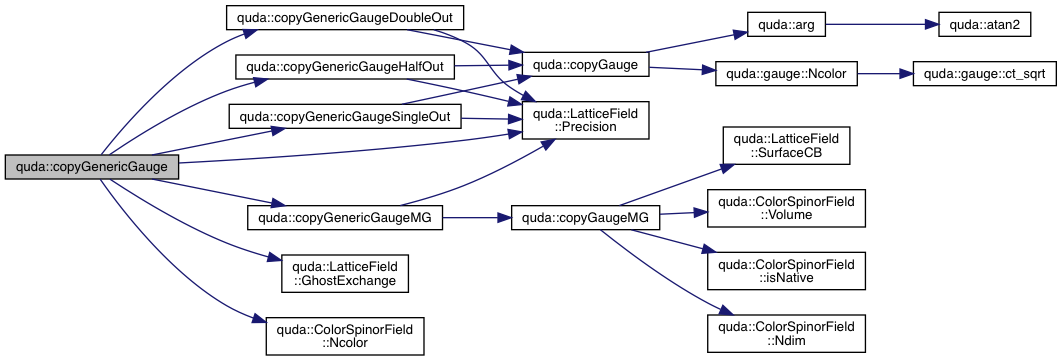 quda::copyGenericGauge
quda::copyGenericGaugeDoubleOut
quda::copyGenericGaugeHalfOut
quda::copyGenericGaugeSingleOut
quda::copyGenericGaugeMG
quda::LatticeField
::GhostExchange
quda::ColorSpinorField
::Ncolor
quda::copyGauge
quda::LatticeField
::Precision
quda::copyGaugeMG
quda::arg
quda::gauge::Ncolor
quda::LatticeField
::SurfaceCB
quda::ColorSpinorField
::Volume
quda::ColorSpinorField
::isNative
quda::ColorSpinorField
::Ndim
quda::atan2
quda::gauge::ct_sqrt